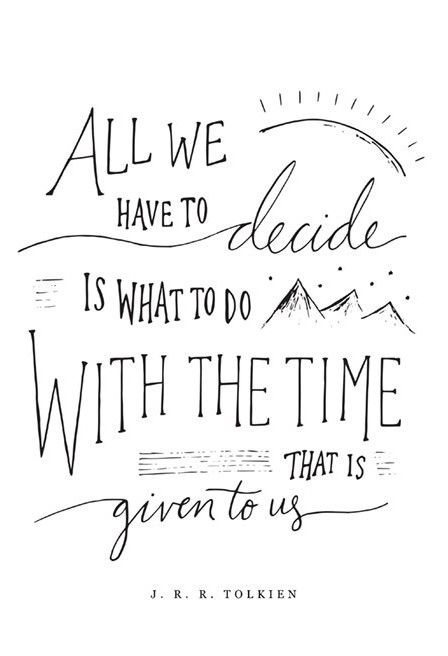 ALL WE
HAVE TO decide
IS WHAT TO DO
WITH THE TIME
THAT IS
given to us
J. R. R. TOLKIEN